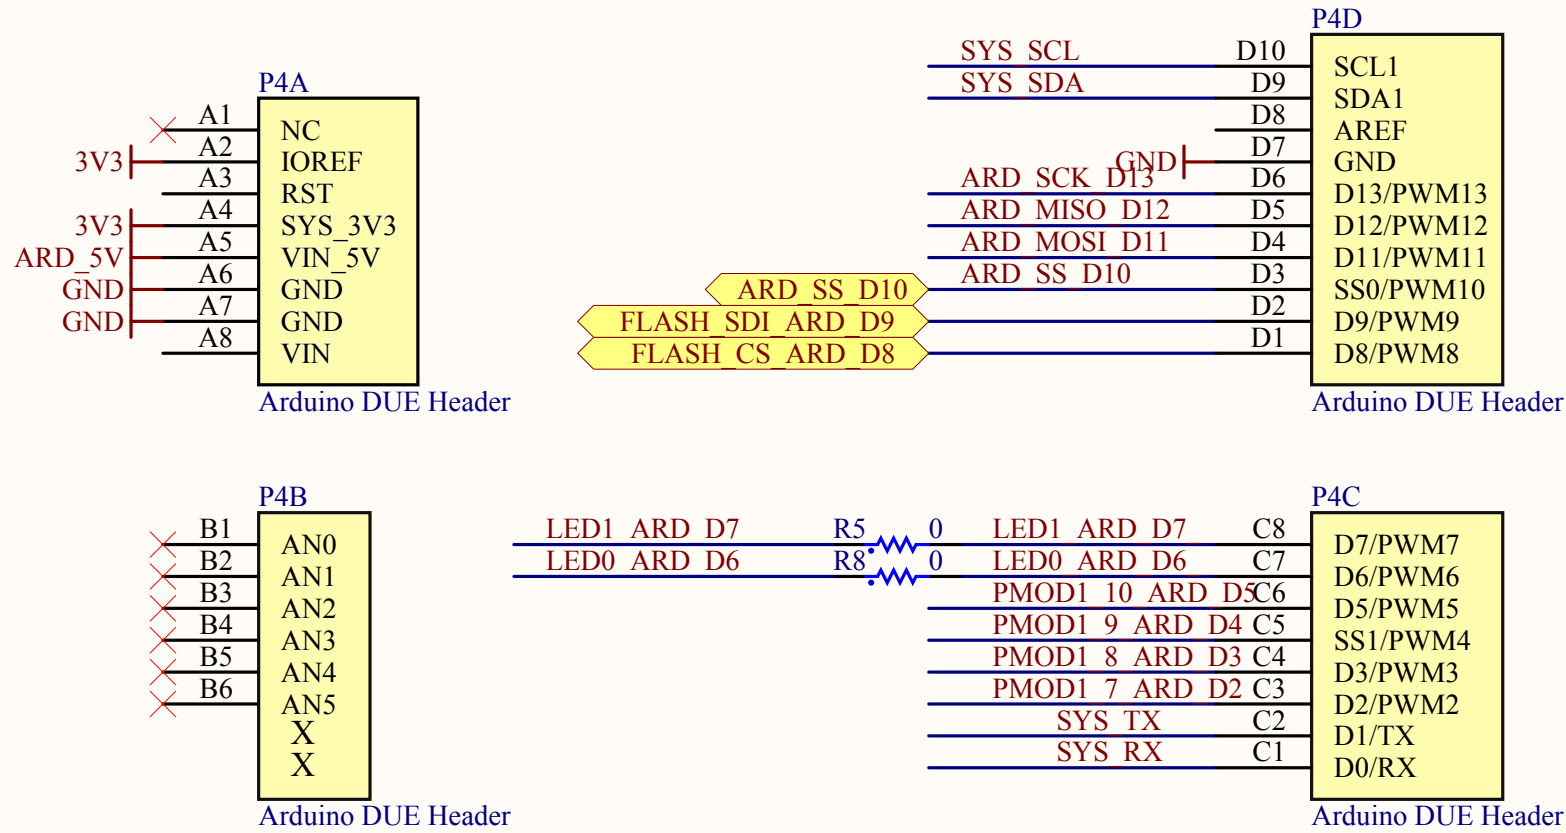 P4A
A1 NC
3V3 A2 IOREF
A3 RST
3V3 A4 SYS_3V3
ARD_5V A5 VIN_5V
GND A6 GND
GND A7 GND
A8 VIN
Arduino DUE Header
P4D
SYS_SCL D10 SCL1
SYS_SDA D9 SDA1
D8 AREF
GND D7 GND
ARD_SCK_D13 D6 D13/PWM13
ARD_MISO_D12 D5 D12/PWM12
ARD_MOSI_D11 D4 D11/PWM11
ARD_SS_D10 ARD_SS_D10 D3 SS0/PWM10
FLASH_SDI_ARD_D9 D2 D9/PWM9
FLASH_CS_ARD_D8 D1 D8/PWM8
Arduino DUE Header
P4B
B1 AN0
B2 AN1
B3 AN2
B4 AN3
B5 AN4
B6 AN5
X
X
Arduino DUE Header
P4C
LED1_ARD_D7 R5 0 LED1_ARD_D7 C8 D7/PWM7
LED0_ARD_D6 R8 0 LED0_ARD_D6 C7 D6/PWM6
PMOD1_10_ARD_D5 C6 D5/PWM5
PMOD1_9_ARD_D4 C5 SS1/PWM4
PMOD1_8_ARD_D3 C4 D3/PWM3
PMOD1_7_ARD_D2 C3 D2/PWM2
SYS_TX C2 D1/TX
SYS_RX C1 D0/RX
Arduino DUE Header